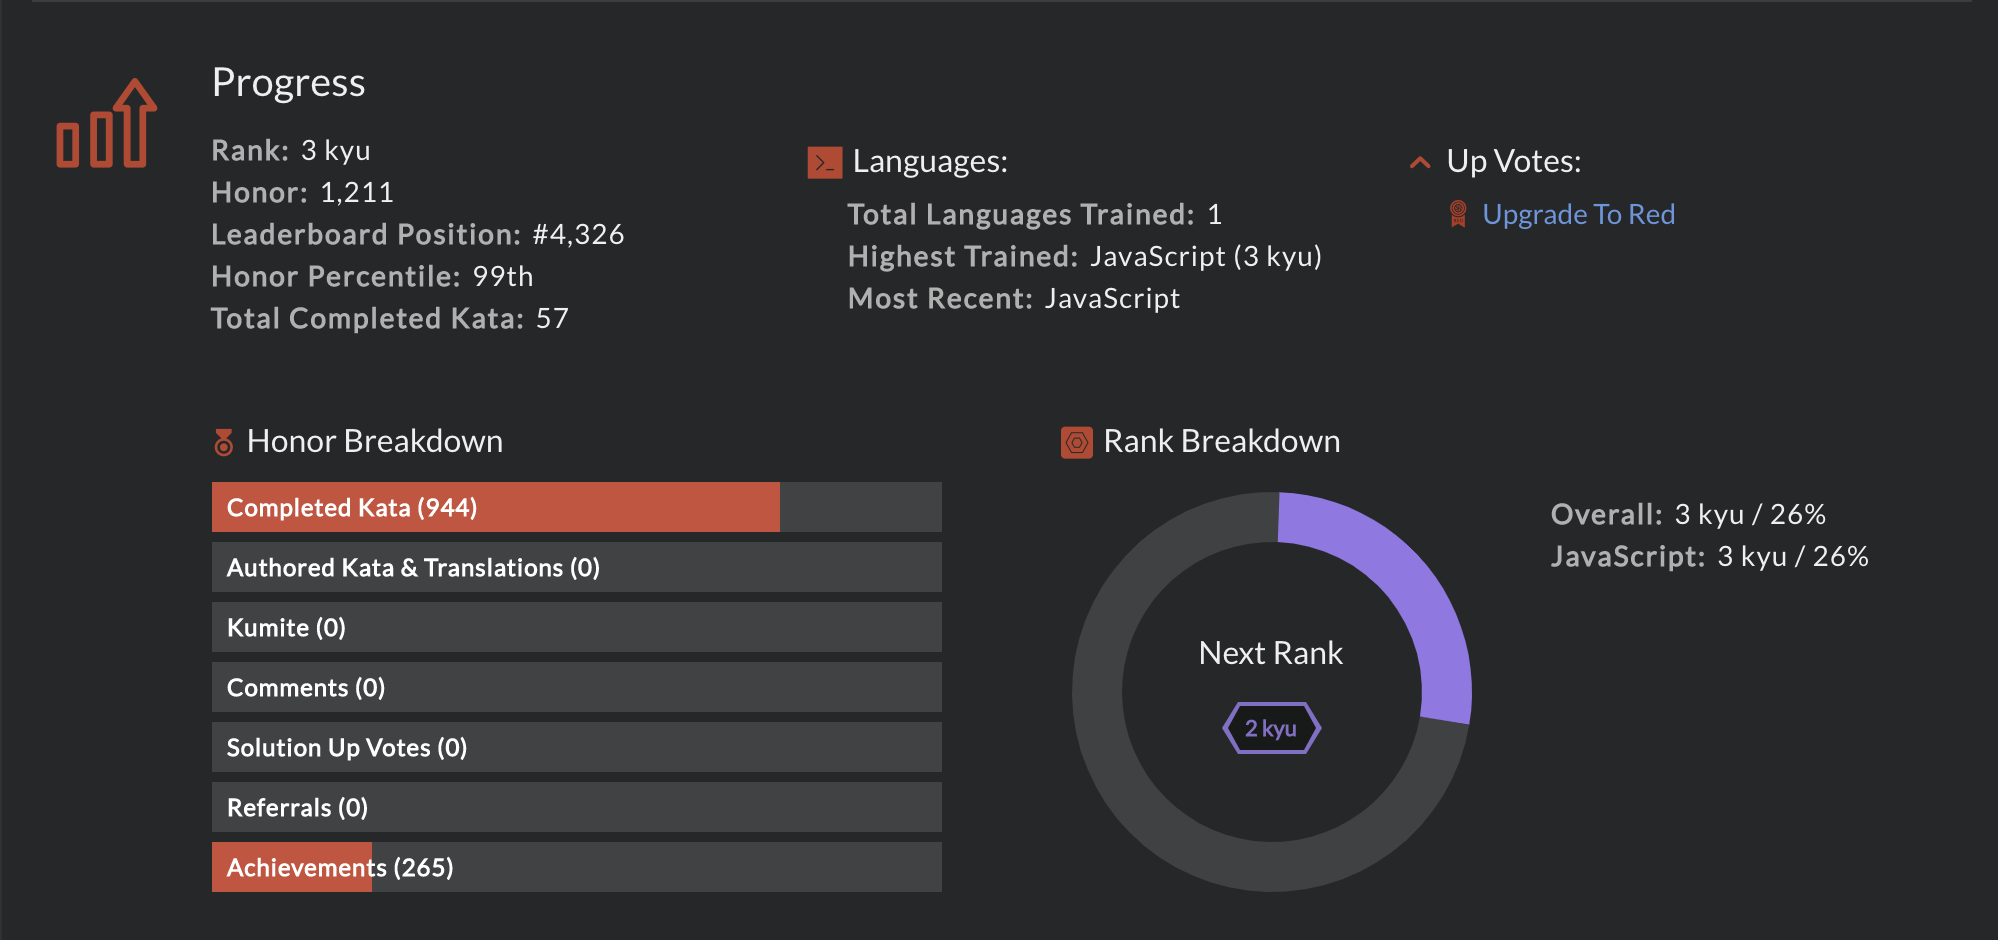 Progress
Rank: 3 kyu
Honor: 1,211
Leaderboard Position: #4,326
Honor Percentile: 99th
Total Completed Kata: 57
Languages:
Total Languages Trained: 1
Highest Trained: JavaScript (3 kyu)
Most Recent: JavaScript
Up Votes:
Upgrade To Red
Honor Breakdown
Completed Kata (944)
Authored Kata & Translations (0)
Kumite (0)
Comments (0)
Solution Up Votes (0)
Referrals (0)
Achievements (265)
Rank Breakdown
Next Rank
2 kyu
Overall: 3 kyu / 26%
JavaScript: 3 kyu / 26%